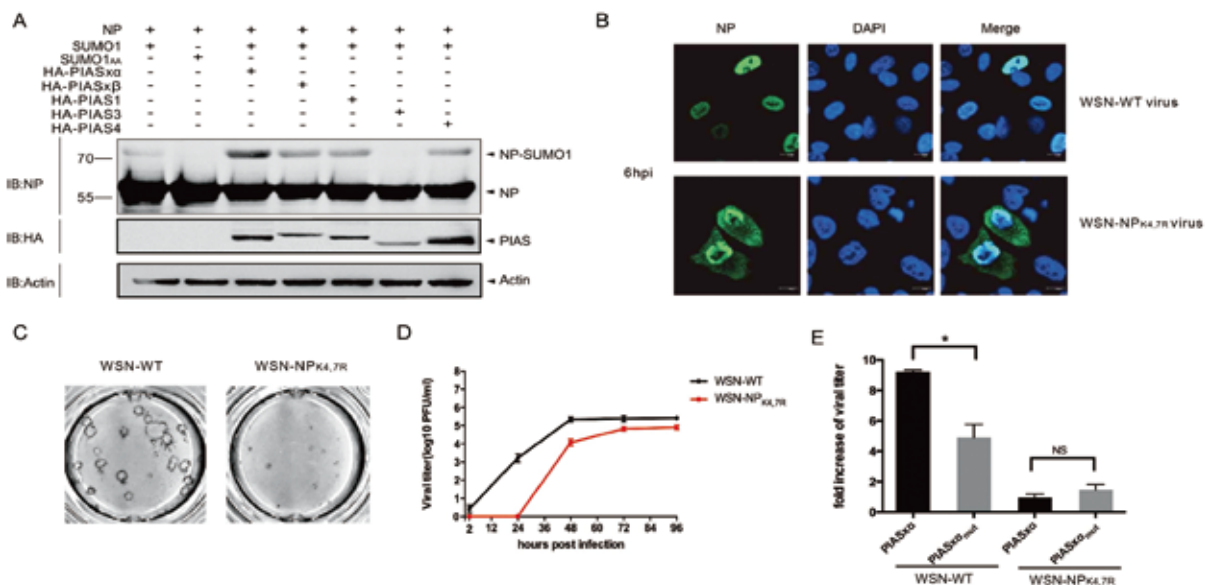 A
NP + + + + + + +
SUMO1 + - + + + + +
SUMO1AA - + - - - - -
HA-PIASxα - - + - - - -
HA-PIASxβ - - - + - - -
HA-PIAS1 - - - - + - -
HA-PIAS3 - - - - - + -
HA-PIAS4 - - - - - - +
IB:NP
70
55
NP-SUMO1
NP
IB:HA
PIAS
IB:Actin
Actin
B
NP DAPI Merge
6hpi
WSN-WT virus
WSN-NPK4,7R virus
C
WSN-WT WSN-NPK4,7R
D
Viral titer(log10 PFU/ml)
8
7
6
5
4
3
2
1
0
2 12 24 36 48 60 72 84 96
hours post infection
WSN-WT
WSN-NPK4,7R
E
fold increase of viral titer
10
8
6
4
2
0
*
NS
PIASxα PIASxαmut PIASxα PIASxαmut
WSN-WT WSN-NPK4,7R